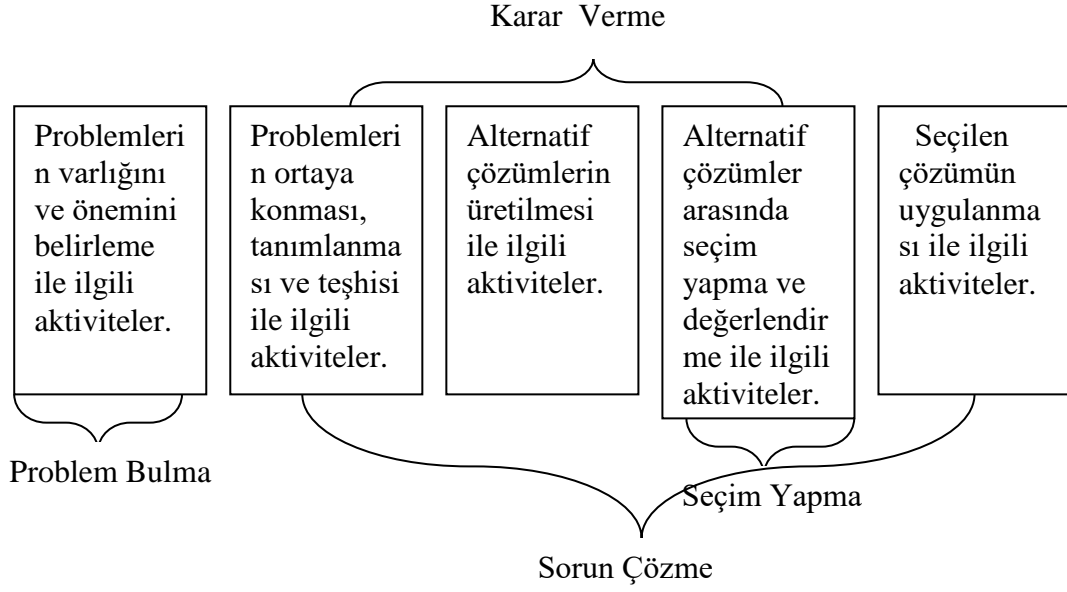 Karar Verme
Problemleri
n varlığını
ve önemini
belirleme
ile ilgili
aktiviteler.
Problemleri
n ortaya
konması,
tanımlanma
sı ve teşhisi
ile ilgili
aktiviteler.
Alternatif
çözümlerin
üretilmesi
ile ilgili
aktiviteler.
Alternatif
çözümler
arasında
seçim
yapma ve
değerlendir
me ile ilgili
aktiviteler.
Seçilen
çözümün
uygulanma
sı ile ilgili
aktiviteler.
Problem Bulma
Seçim Yapma
Sorun Çözme